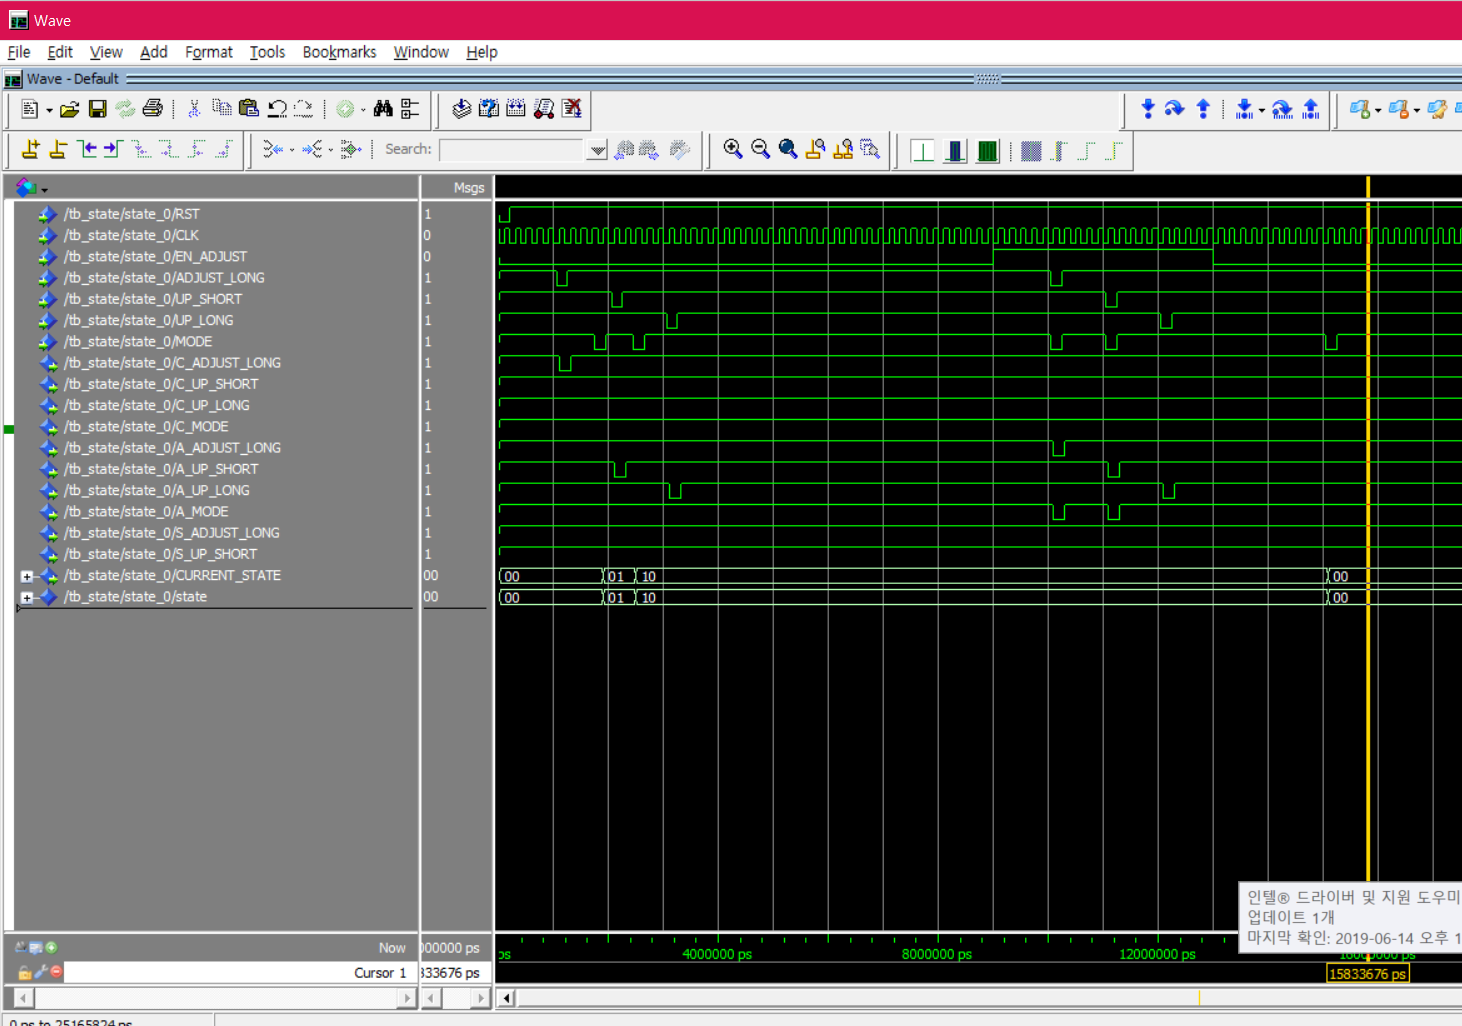 Wave
File Edit View Add Format Tools Bookmarks Window Help
Wave - Default
Search:
Msgs
/tb_state/state_0/RST 1
/tb_state/state_0/CLK 0
/tb_state/state_0/EN_ADJUST 0
/tb_state/state_0/ADJUST_LONG 1
/tb_state/state_0/UP_SHORT 1
/tb_state/state_0/UP_LONG 1
/tb_state/state_0/MODE 1
/tb_state/state_0/C_ADJUST_LONG 1
/tb_state/state_0/C_UP_SHORT 1
/tb_state/state_0/C_UP_LONG 1
/tb_state/state_0/C_MODE 1
/tb_state/state_0/A_ADJUST_LONG 1
/tb_state/state_0/A_UP_SHORT 1
/tb_state/state_0/A_UP_LONG 1
/tb_state/state_0/A_MODE 1
/tb_state/state_0/S_ADJUST_LONG 1
/tb_state/state_0/S_UP_SHORT 1
/tb_state/state_0/CURRENT_STATE 00 00 01 10 00
/tb_state/state_0/state 00 00 01 10 00
인텔® 드라이버 및 지원 도우미
업데이트 1개
마지막 확인: 2019-06-14 오후 1
Now 000000 ps ps 4000000 ps 8000000 ps 12000000 ps 16000000 ps
Cursor 1 333676 ps 15833676 ps
0 ps to 25165824 ps